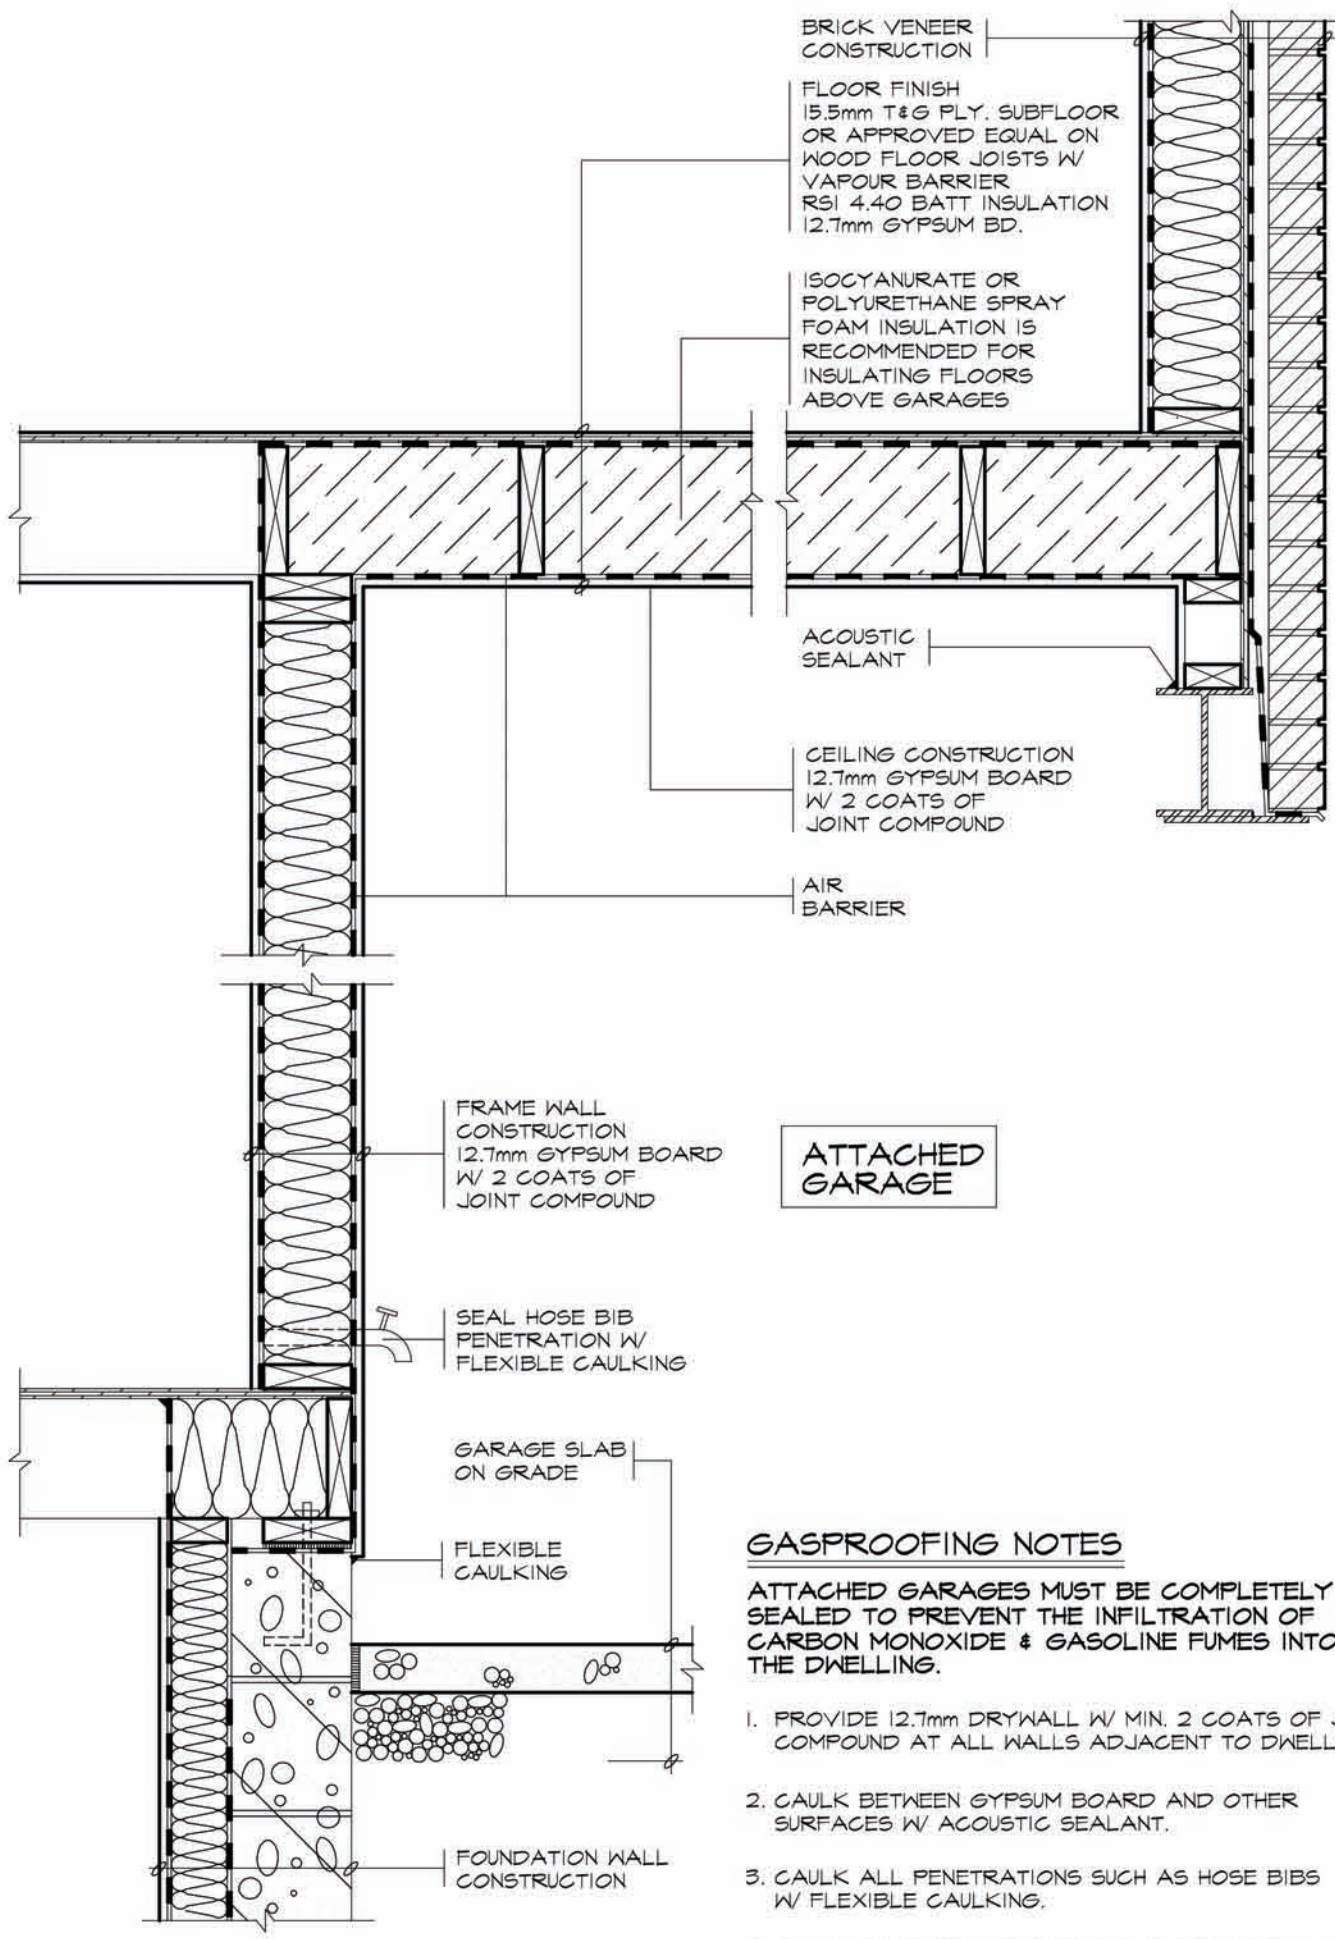 BRICK VENEER
CONSTRUCTION
FLOOR FINISH
15.5mm T&G PLY. SUBFLOOR
OR APPROVED EQUAL ON
WOOD FLOOR JOISTS W/
VAPOUR BARRIER
RSI 4.40 BATT INSULATION
12.7mm GYPSUM BD.
ISOCYANURATE OR
POLYURETHANE SPRAY
FOAM INSULATION IS
RECOMMENDED FOR
INSULATING FLOORS
ABOVE GARAGES
ACOUSTIC
SEALANT
CEILING CONSTRUCTION
12.7mm GYPSUM BOARD
W/ 2 COATS OF
JOINT COMPOUND
AIR
BARRIER
FRAME WALL
CONSTRUCTION
12.7mm GYPSUM BOARD
W/ 2 COATS OF
JOINT COMPOUND
ATTACHED
GARAGE
SEAL HOSE BIB
PENETRATION W/
FLEXIBLE CAULKING
GARAGE SLAB
ON GRADE
FLEXIBLE
CAULKING
FOUNDATION WALL
CONSTRUCTION
GASPROOFING NOTES
ATTACHED GARAGES MUST BE COMPLETELY
SEALED TO PREVENT THE INFILTRATION OF
CARBON MONOXIDE & GASOLINE FUMES INTO
THE DWELLING.
1. PROVIDE 12.7mm DRYWALL W/ MIN. 2 COATS OF
COMPOUND AT ALL WALLS ADJACENT TO DWELL
2. CAULK BETWEEN GYPSUM BOARD AND OTHER
SURFACES W/ ACOUSTIC SEALANT.
3. CAULK ALL PENETRATIONS SUCH AS HOSE BIBS
W/ FLEXIBLE CAULKING.